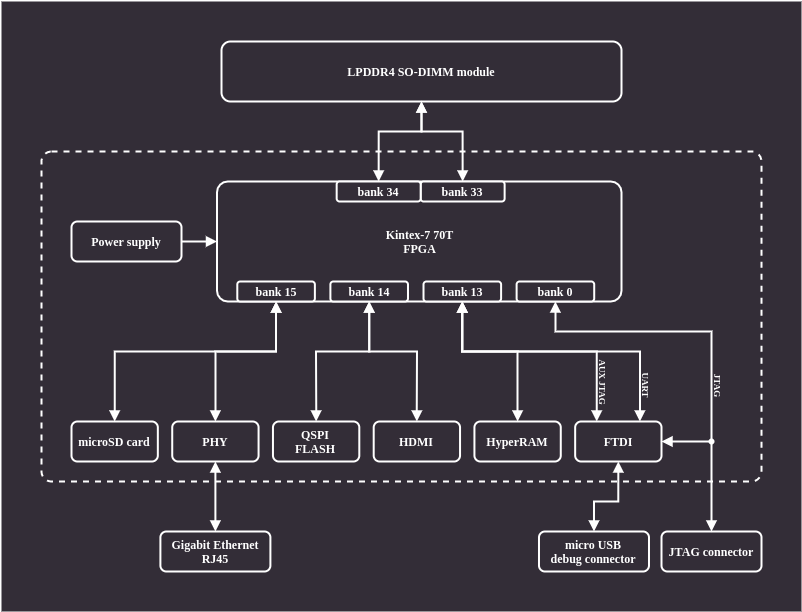 LPDDR4 SO-DIMM module
bank 34
bank 33
Power supply
Kintex-7 70T
FPGA
bank 15
bank 14
bank 13
bank 0
AUX JTAG
UART
JTAG
microSD card
PHY
QSPI
FLASH
HDMI
HyperRAM
FTDI
Gigabit Ethernet
RJ45
micro USB
debug connector
JTAG connector